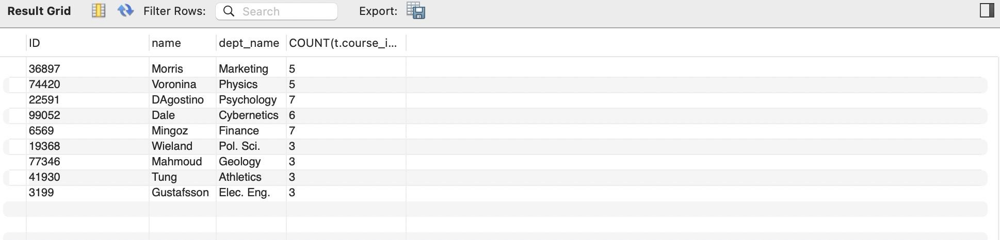 Result Grid Filter Rows: Search Export:
ID name dept_name COUNT(t.course_i...
36897 Morris Marketing 5
74420 Voronina Physics 5
22591 DAgostino Psychology 7
99052 Dale Cybernetics 6
6569 Mingoz Finance 7
19368 Wieland Pol. Sci. 3
77346 Mahmoud Geology 3
41930 Tung Athletics 3
3199 Gustafsson Elec. Eng. 3